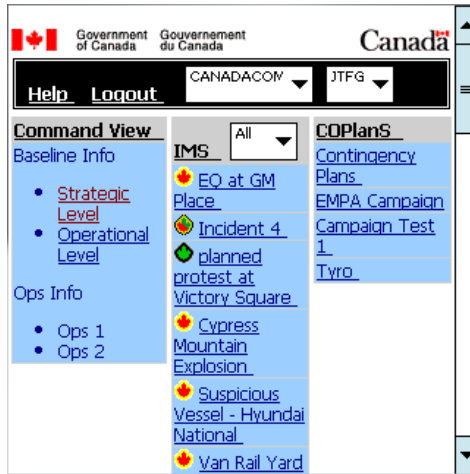 Government of Canada
Gouvernement du Canada
Canada
Help Logout CANADACOM JTFG
Command View
Baseline Info
Strategic
Level
Operational
Level
Ops Info
Ops 1
Ops 2
IMS All
EQ at GM
Place
Incident 4
planned
protest at
Victory Square
Cypress
Mountain
Explosion
Suspicious
Vessel - Hyundai
National
Van Rail Yard
COPlanS
Contingency
Plans
EMPA Campaign
Campaign Test
1
Tyro